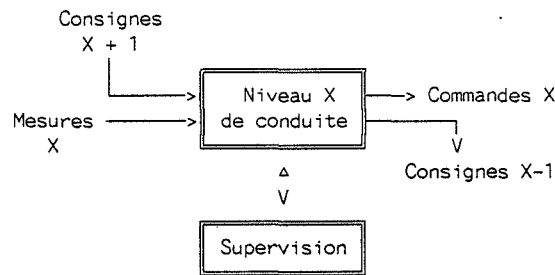 Consignes
X + 1
Niveau X
de conduite
Commandes X
Mesures
X
V
Consignes X-1
V
Supervision